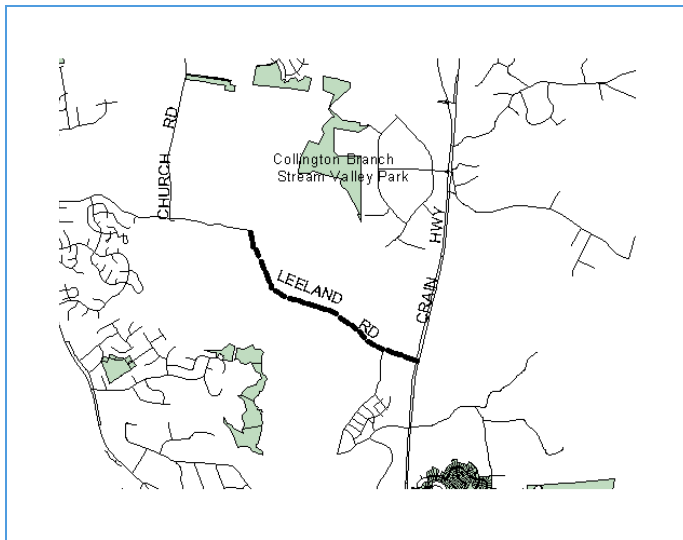 CHURCH RD
Collington Branch
Stream Valley Park
CRAIN HWY
LEELAND RD